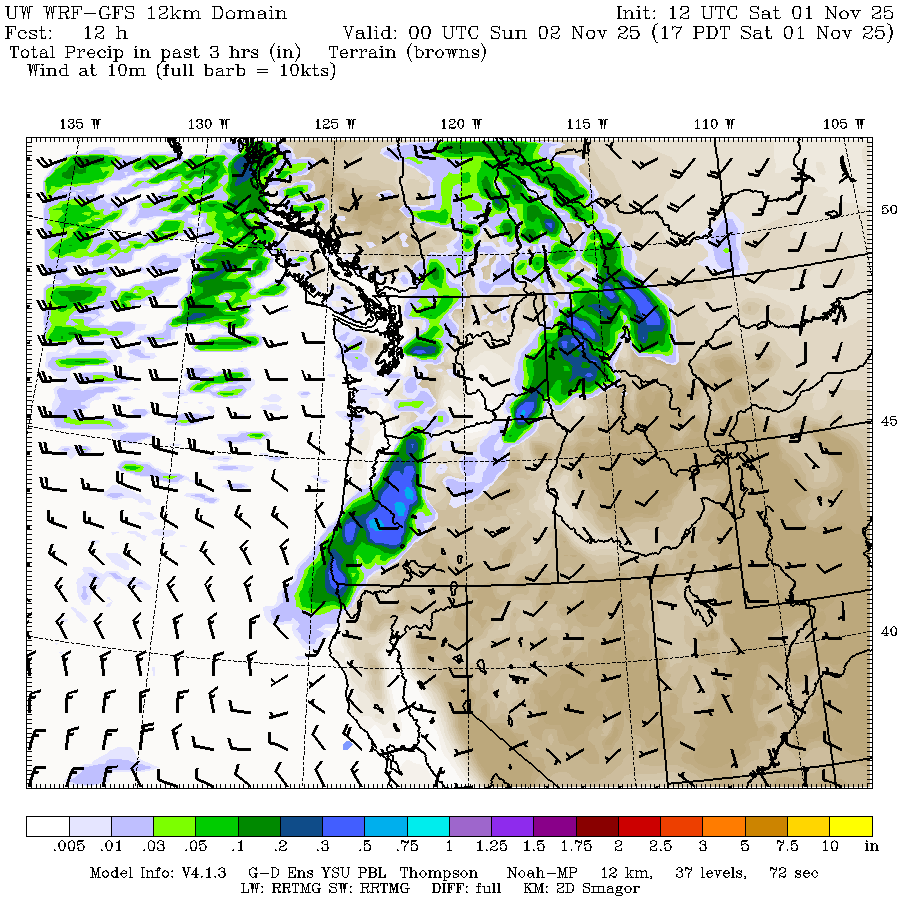 UW WRF-GFS 12km Domain Init: 12 UTC Sat 01 Nov 25
Fcst: 12 h Valid: 00 UTC Sun 02 Nov 25 (17 PDT Sat 01 Nov 25)
Total Precip in past 3 hrs (in) Terrain (browns)
Wind at 10m (full barb = 10kts)
135 W 130 W 125 W 120 W 115 W 110 W 105 W
50
45
40
.005 .01 .03 .05 .1 .2 .3 .5 .75 1 1.25 1.5 1.75 2 2.5 3 5 7.5 10 in
Model Info: V4.1.3 G-D Ens YSU PBL Thompson Noah-MP 12 km, 37 levels, 72 sec
LW: RRTMG SW: RRTMG DIFF: full KM: 2D Smagor